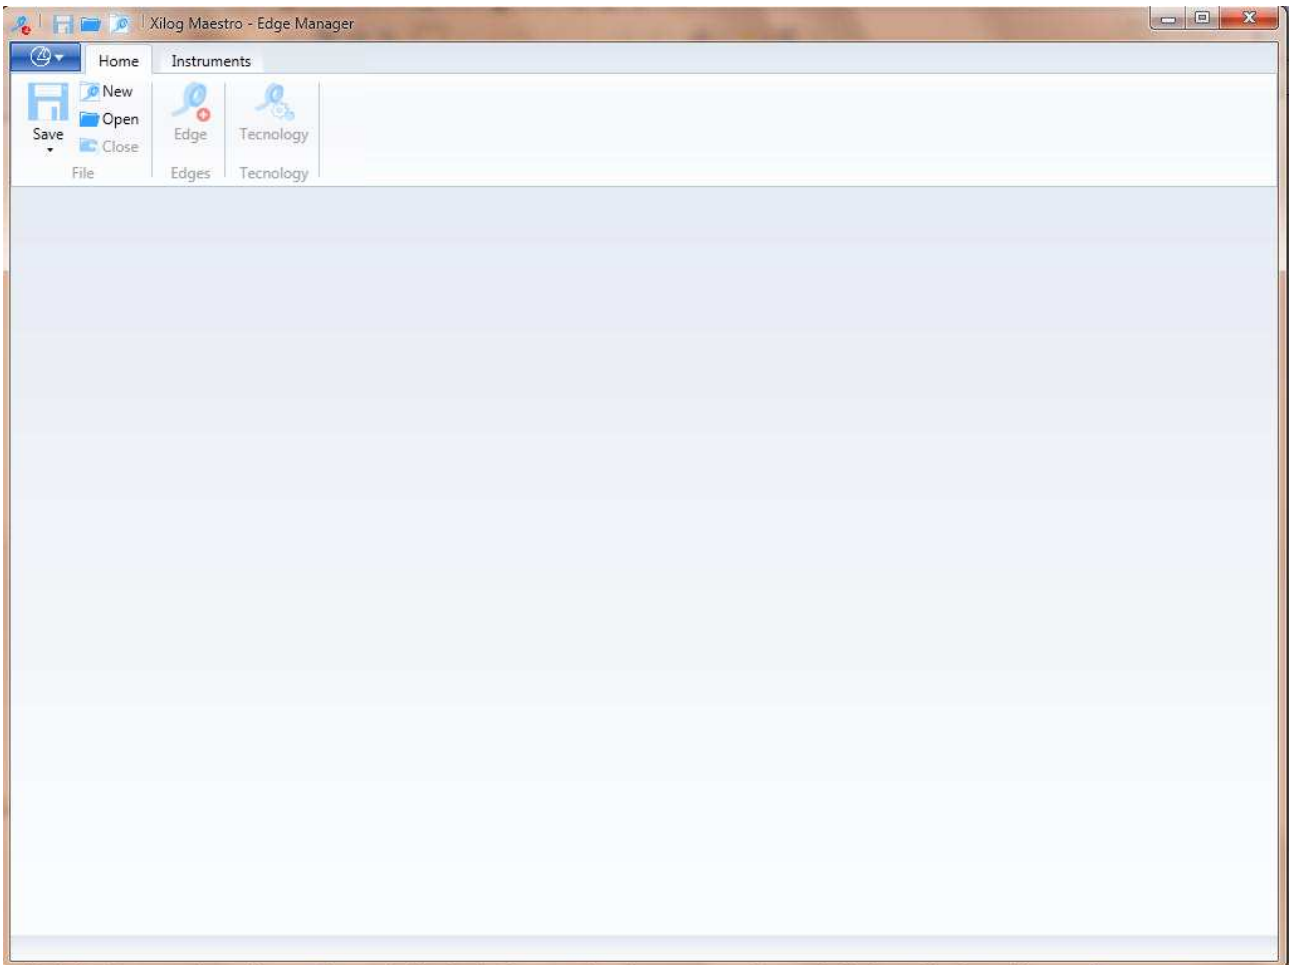 Xilog Maestro - Edge Manager
Home Instruments
New
Open
Save
Close
Edge
Tecnology
File Edges Tecnology